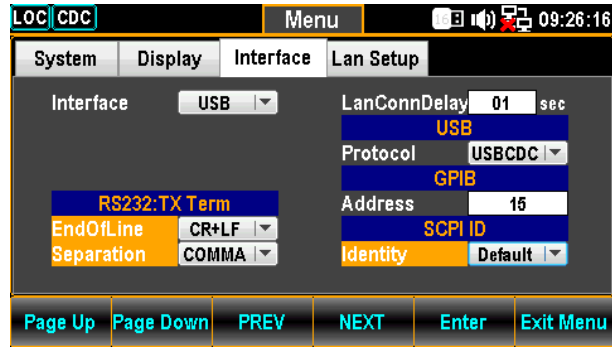 LOC CDC Menu 09:26:16
System Display Interface Lan Setup
Interface USB LanConnDelay 01 sec
USB
Protocol USBCDC
GPIB
RS232:TX Term Address 15
EndOfLine CR+LF SCPI ID
Separation COMMA Identity Default
Page Up Page Down PREV NEXT Enter Exit Menu